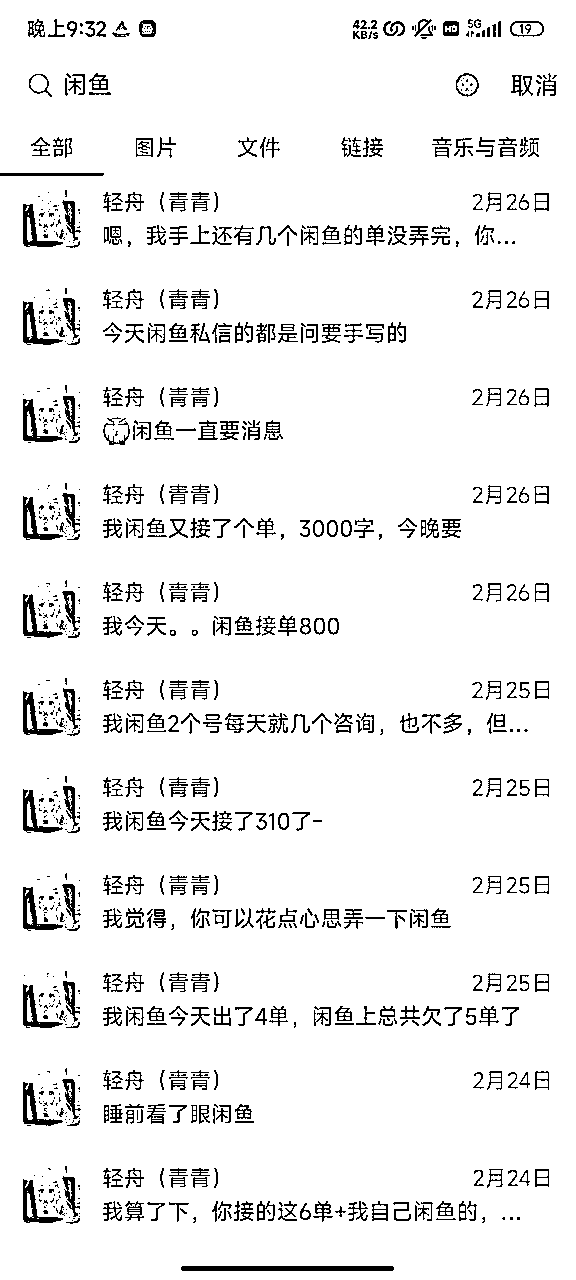 晚上9:32 42.2 KB/s HD 5G 19
闲鱼 取消
全部 图片 文件 链接 音乐与音频
轻舟（青青） 2月26日
嗯，我手上还有几个闲鱼的单没弄完，你...
轻舟（青青） 2月26日
今天闲鱼私信的都是问要手写的
轻舟（青青） 2月26日
闲鱼一直要消息
轻舟（青青） 2月26日
我闲鱼又接了个单，3000字，今晚要
轻舟（青青） 2月26日
我今天。。闲鱼接单800
轻舟（青青） 2月25日
我闲鱼2个号每天就几个咨询，也不多，但...
轻舟（青青） 2月25日
我闲鱼今天接了310了~
轻舟（青青） 2月25日
我觉得，你可以花点心思弄一下闲鱼
轻舟（青青） 2月25日
我闲鱼今天出了4单，闲鱼上总共欠了5单了
轻舟（青青） 2月24日
睡前看了眼闲鱼
轻舟（青青） 2月24日
我算了下，你接的这6单+我自己闲鱼的，...